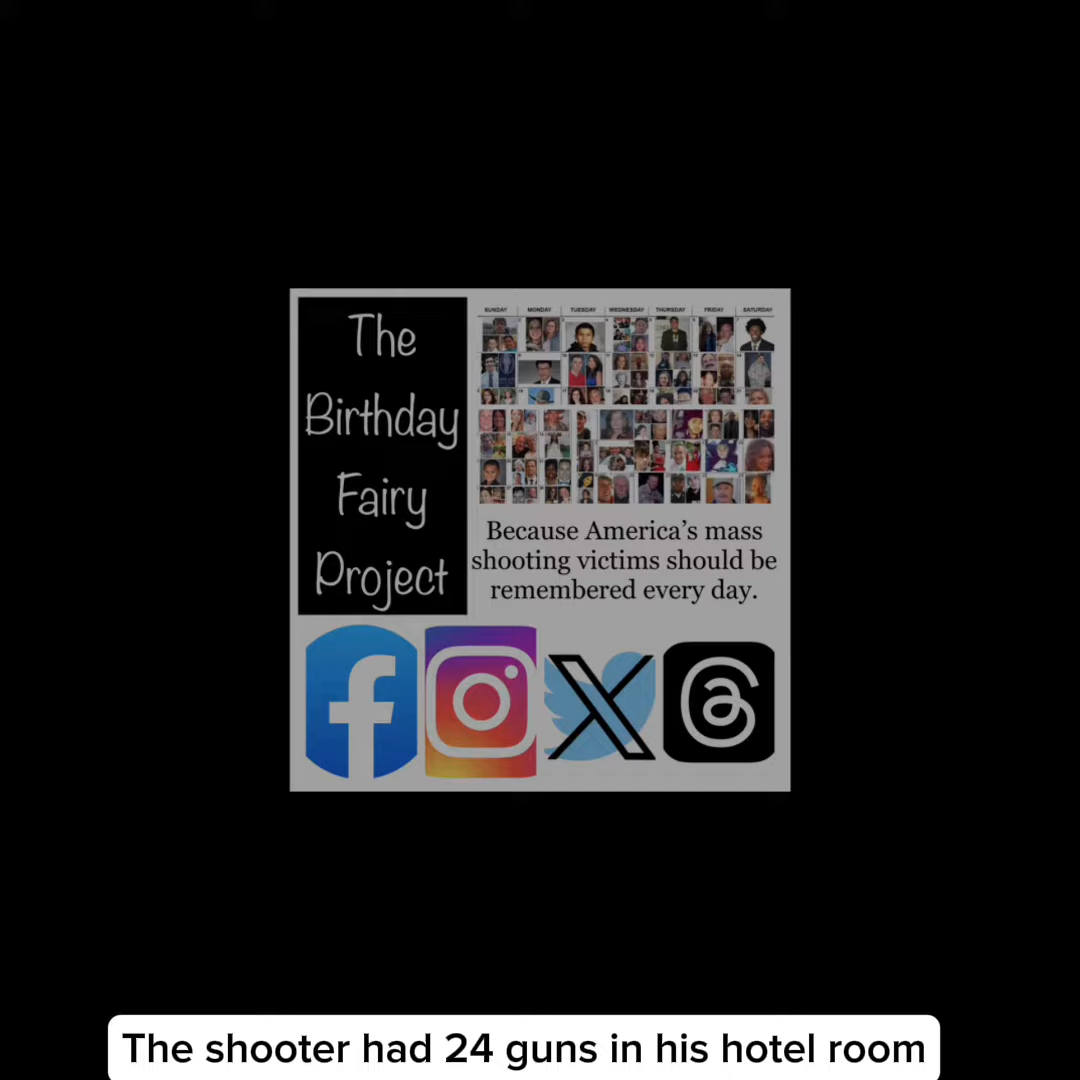 The
Birthday
Fairy
Project
SUNDAY MONDAY TUESDAY WEDNESDAY THURSDAY FRIDAY SATURDAY
Because America’s mass
shooting victims should be
remembered every day.
The shooter had 24 guns in his hotel room